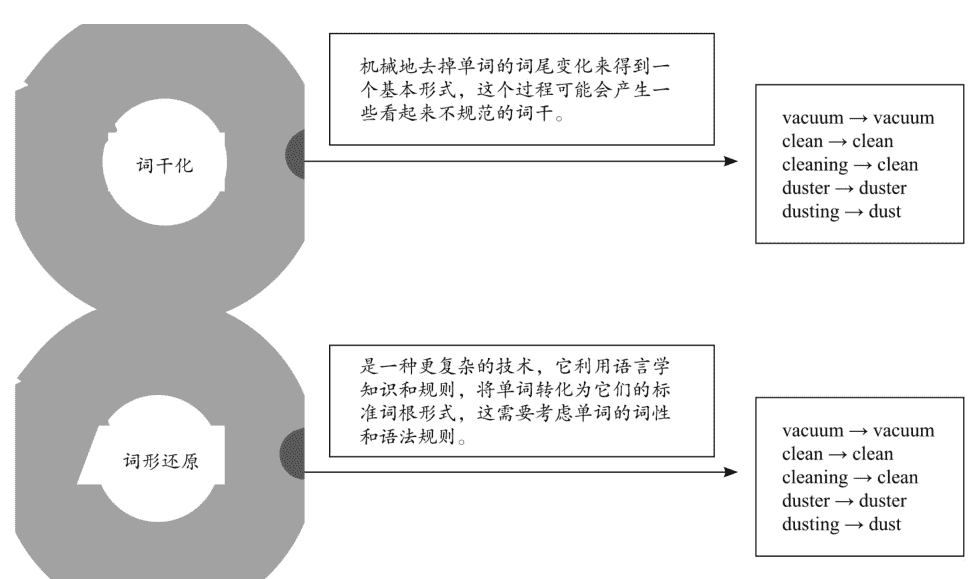 机械地去掉单词的词尾变化来得到一
个基本形式，这个过程可能会产生一
些看起来不规范的词干。
词干化
vacuum → vacuum
clean → clean
cleaning → clean
duster → duster
dusting → dust
是一种更复杂的技术，它利用语言学
知识和规则，将单词转化为它们的标
准词根形式，这需要考虑单词的词性
和语法规则。
词形还原
vacuum → vacuum
clean → clean
cleaning → clean
duster → duster
dusting → dust